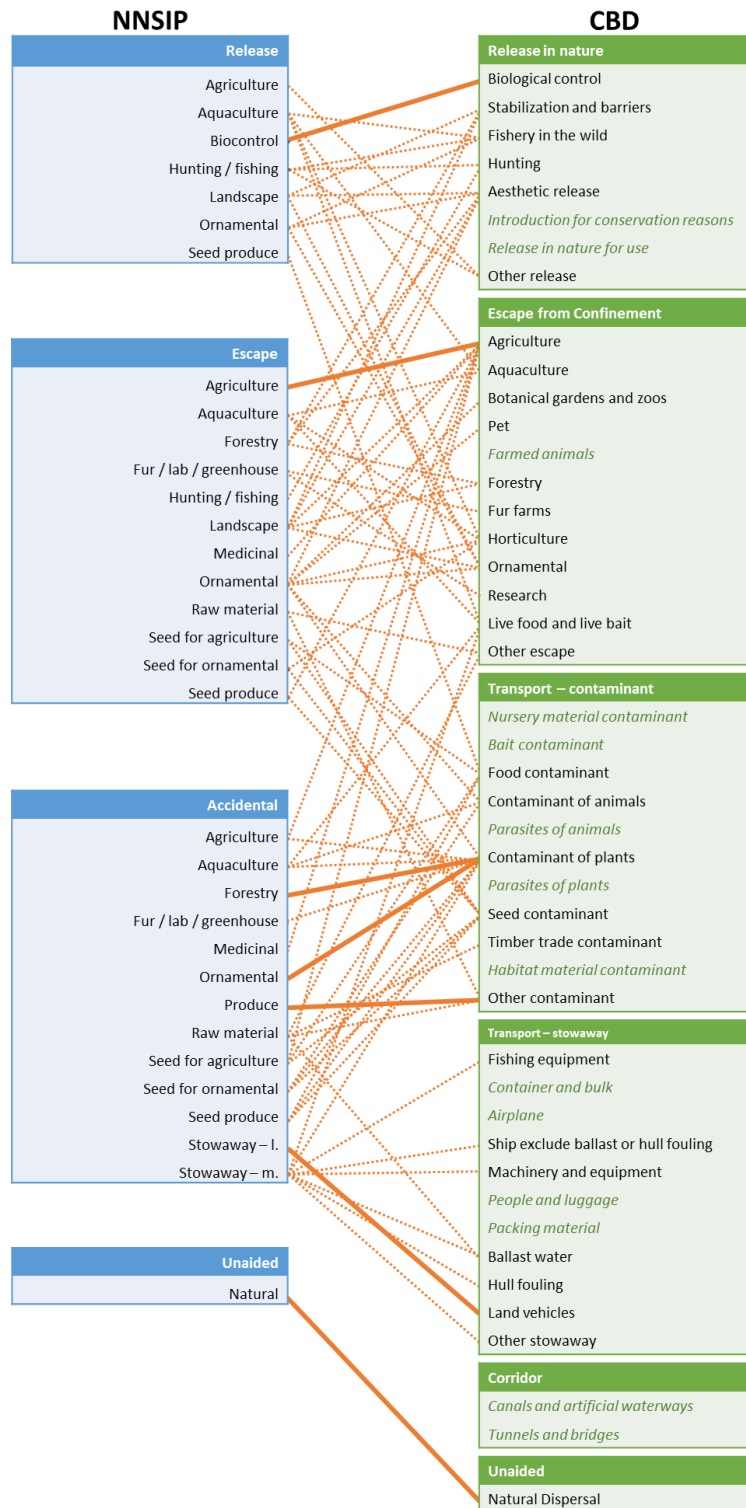 NNSIP
Release
Agriculture
Aquaculture
Biocontrol
Hunting / fishing
Landscape
Ornamental
Seed produce
Escape
Agriculture
Aquaculture
Forestry
Fur / lab / greenhouse
Hunting / fishing
Landscape
Medicinal
Ornamental
Raw material
Seed for agriculture
Seed for ornamental
Seed produce
Accidental
Agriculture
Aquaculture
Forestry
Fur / lab / greenhouse
Medicinal
Ornamental
Produce
Raw material
Seed for agriculture
Seed for ornamental
Seed produce
Stowaway – l.
Stowaway – m.
Unaided
Natural
CBD
Release in nature
Biological control
Stabilization and barriers
Fishery in the wild
Hunting
Aesthetic release
Introduction for conservation reasons
Release in nature for use
Other release
Escape from Confinement
Agriculture
Aquaculture
Botanical gardens and zoos
Pet
Farmed animals
Forestry
Fur farms
Horticulture
Ornamental
Research
Live food and live bait
Other escape
Transport – contaminant
Nursery material contaminant
Bait contaminant
Food contaminant
Contaminant of animals
Parasites of animals
Contaminant of plants
Parasites of plants
Seed contaminant
Timber trade contaminant
Habitat material contaminant
Other contaminant
Transport – stowaway
Fishing equipment
Container and bulk
Airplane
Ship exclude ballast or hull fouling
Machinery and equipment
People and luggage
Packing material
Ballast water
Hull fouling
Land vehicles
Other stowaway
Corridor
Canals and artificial waterways
Tunnels and bridges
Unaided
Natural Dispersal